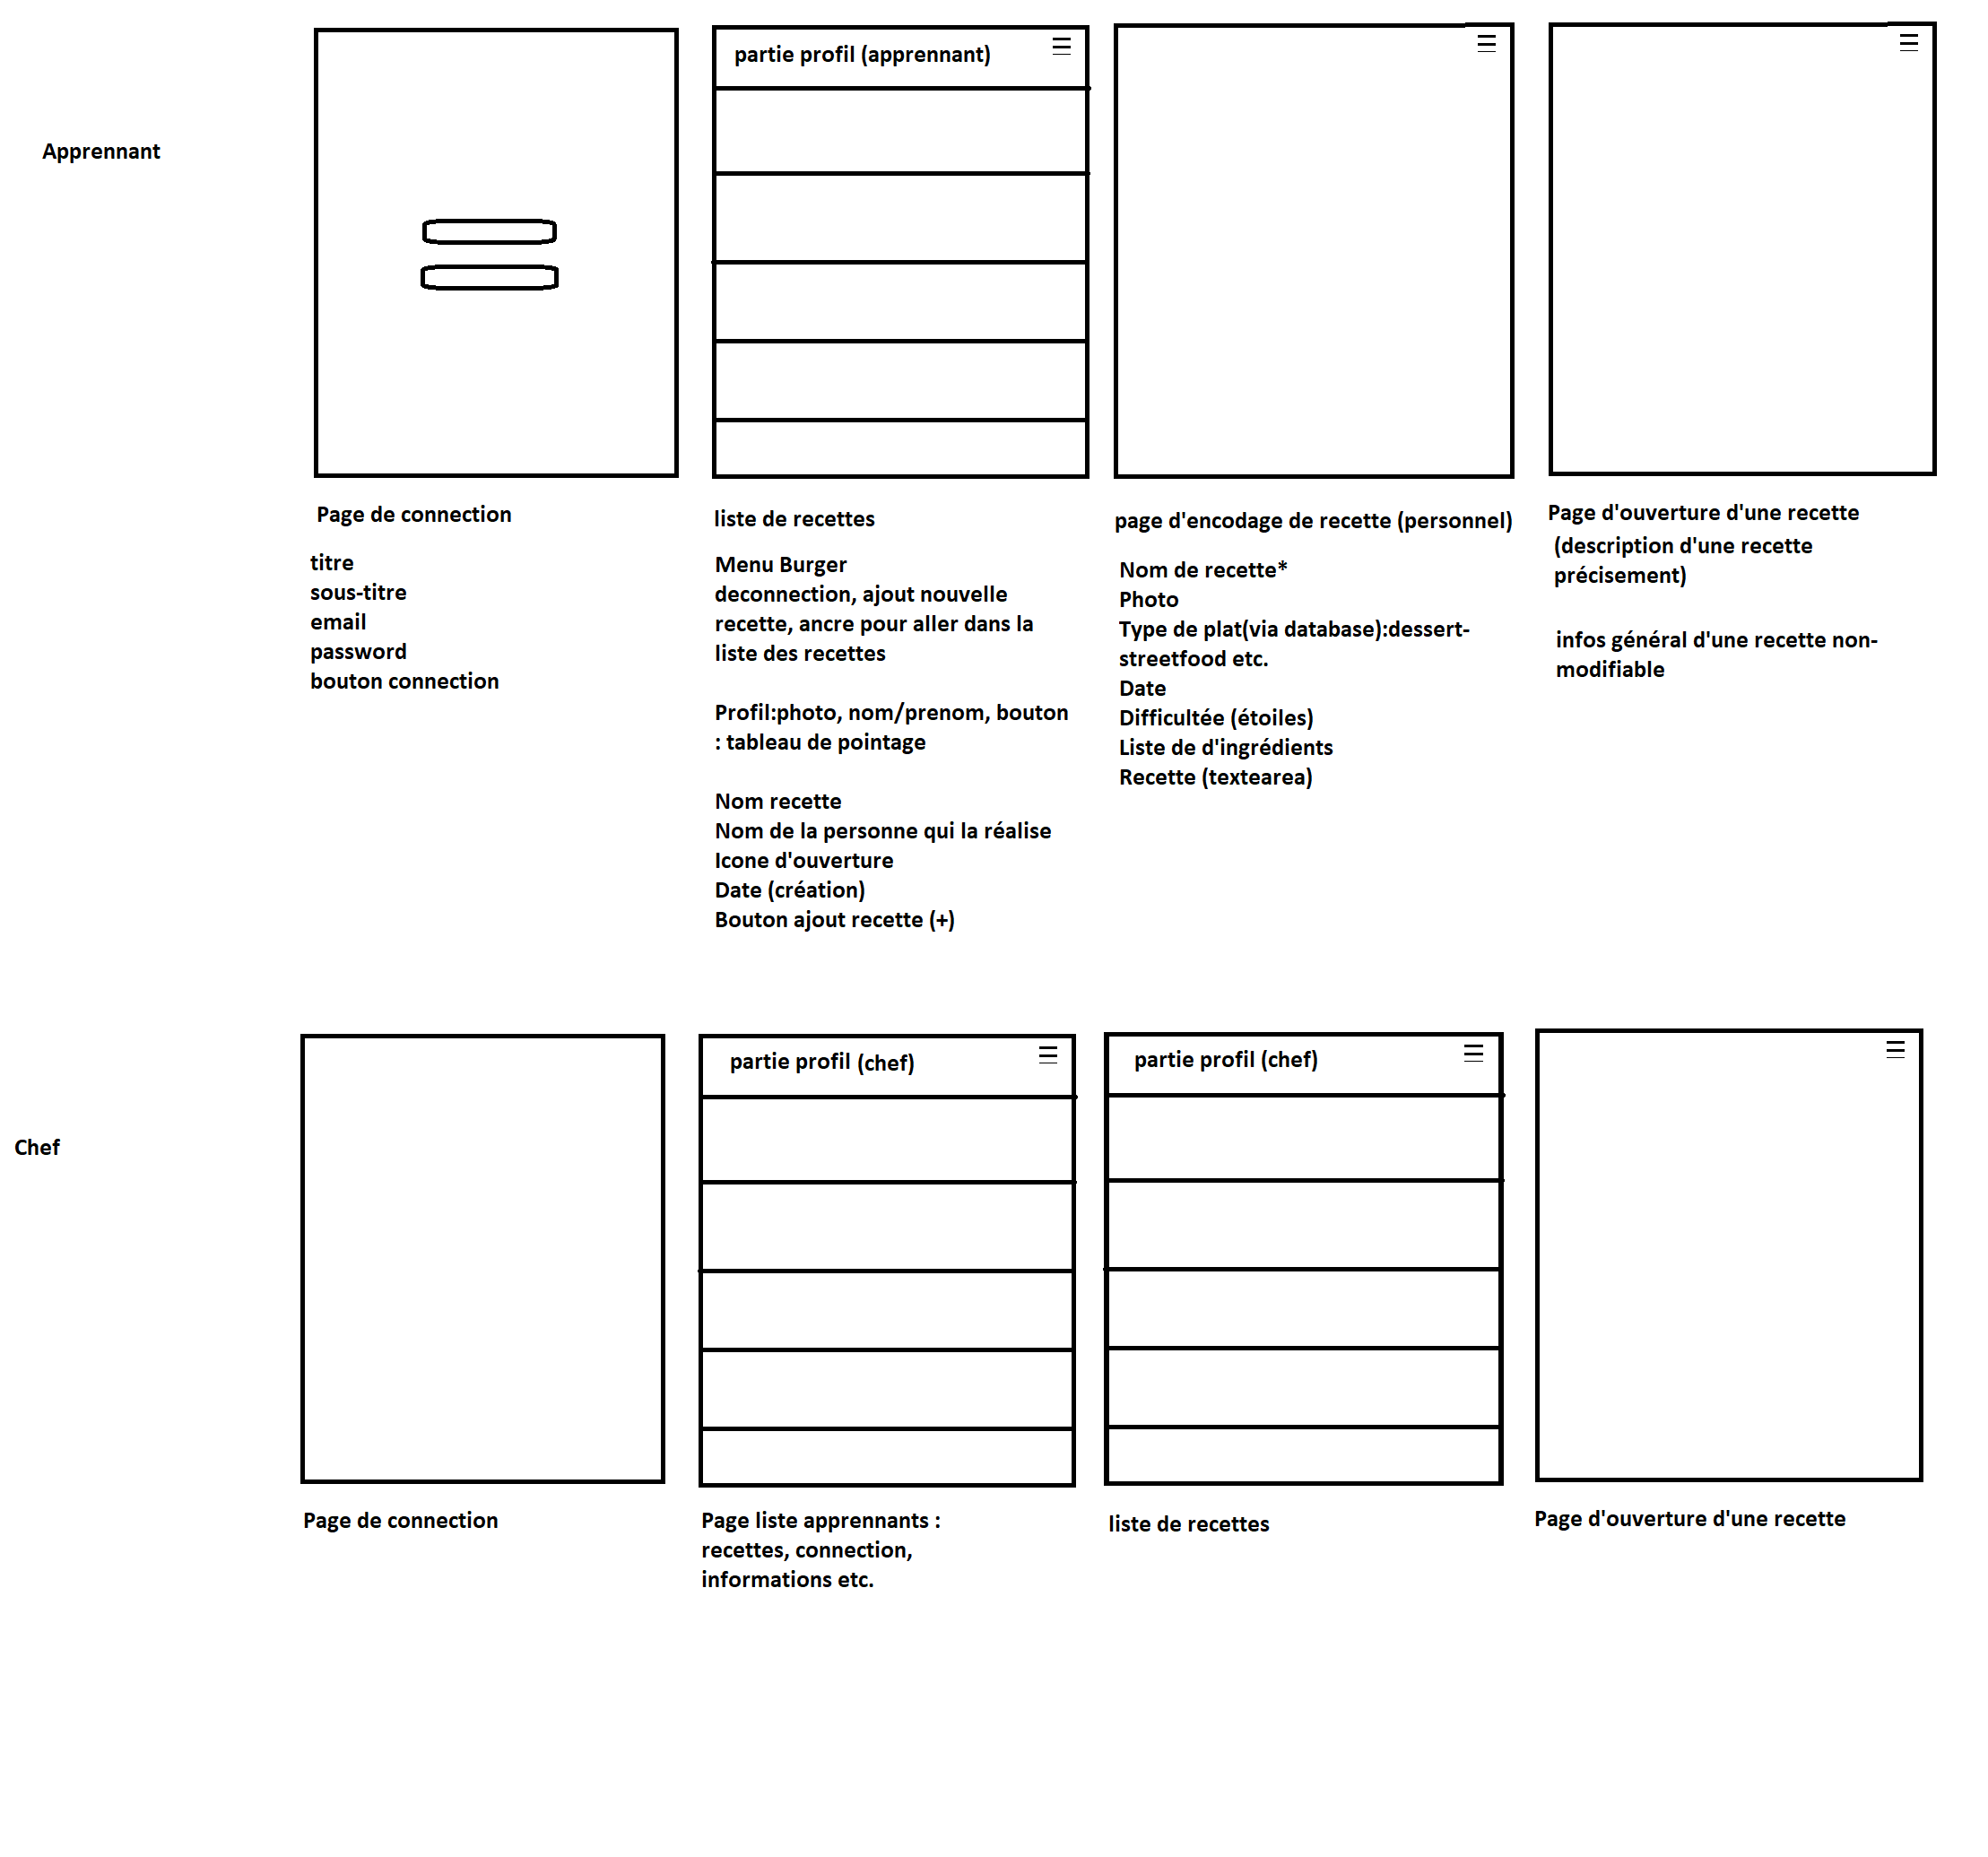 Apprennant
partie profil (apprennant)
Page de connection
titre
sous-titre
email
password
bouton connection
liste de recettes
Menu Burger
deconnection, ajout nouvelle
recette, ancre pour aller dans la
liste des recettes
Profil:photo, nom/prenom, bouton
: tableau de pointage
Nom recette
Nom de la personne qui la réalise
Icone d'ouverture
Date (création)
Bouton ajout recette (+)
page d'encodage de recette (personnel)
Nom de recette*
Photo
Type de plat(via database):dessert-
streetfood etc.
Date
Difficultée (étoiles)
Liste de d'ingrédients
Recette (textearea)
Page d'ouverture d'une recette
(description d'une recette
précisement)
infos général d'une recette non-
modifiable
Chef
partie profil (chef)
partie profil (chef)
Page de connection
Page liste apprennants :
recettes, connection,
informations etc.
liste de recettes
Page d'ouverture d'une recette